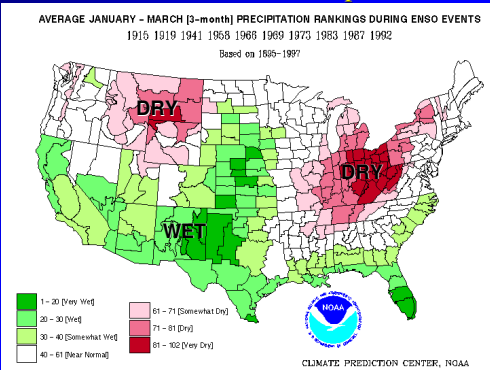 AVERAGE JANUARY - MARCH [3-month] PRECIPITATION RANKINGS DURING ENSO EVENTS
1915 1919 1941 1958 1966 1969 1973 1983 1987 1992
Based on 1895-1997
DRY
DRY
WET
1 - 20 [Very Wet]
20 - 30 [Wet]
30 - 40 [Somewhat Wet]
40 - 61 [Near Normal]
61 - 71 [Somewhat Dry]
71 - 81 [Dry]
81 - 102 [Very Dry]
NOAA
CLIMATE PREDICTION CENTER, NOAA